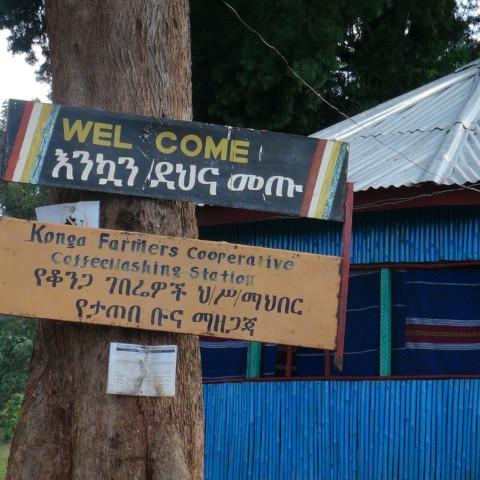 WEL COME
እንኳን ደህና መጡ
Konga Farmers Cooperative
CoffeeWashing Station
የቆንጋ ገበሬዎች ህ/ሥ/ማህበር
የታጠበ ቡና ማዘጋጃ